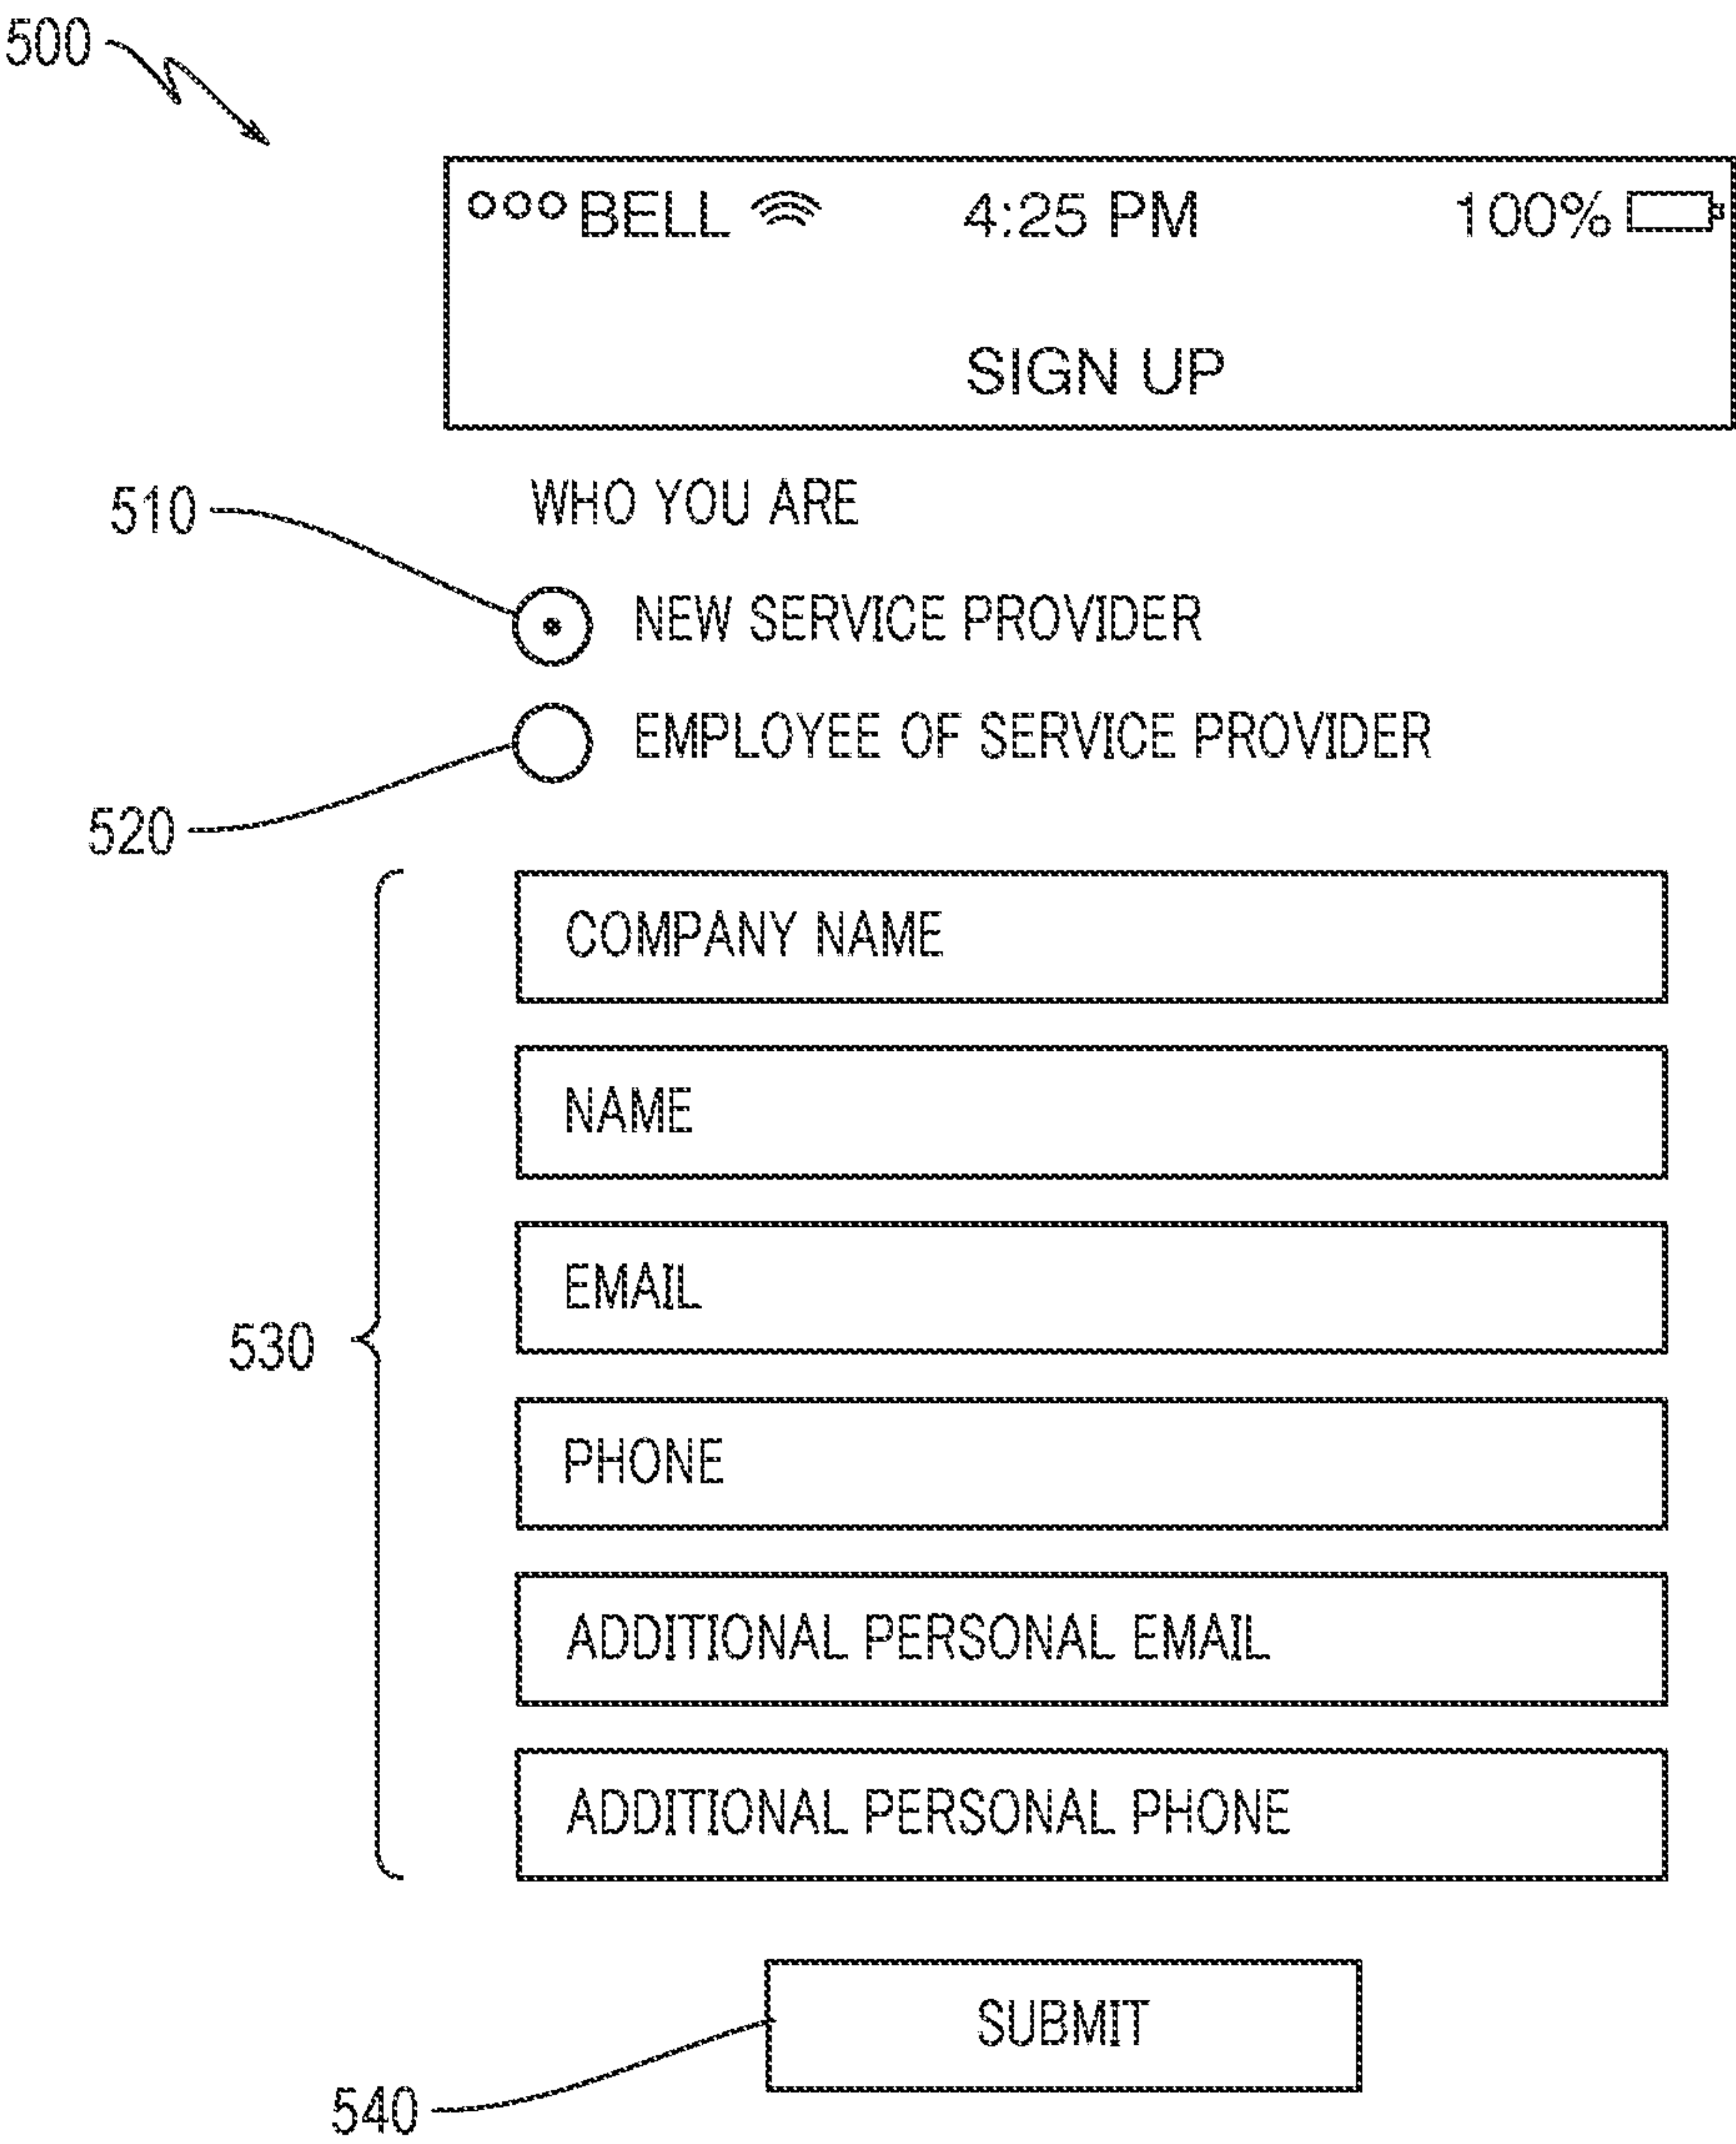 500
BELL 4:25 PM 100%
SIGN UP
WHO YOU ARE
510
NEW SERVICE PROVIDER
EMPLOYEE OF SERVICE PROVIDER
520
COMPANY NAME
NAME
EMAIL
530
PHONE
ADDITIONAL PERSONAL EMAIL
ADDITIONAL PERSONAL PHONE
SUBMIT
540